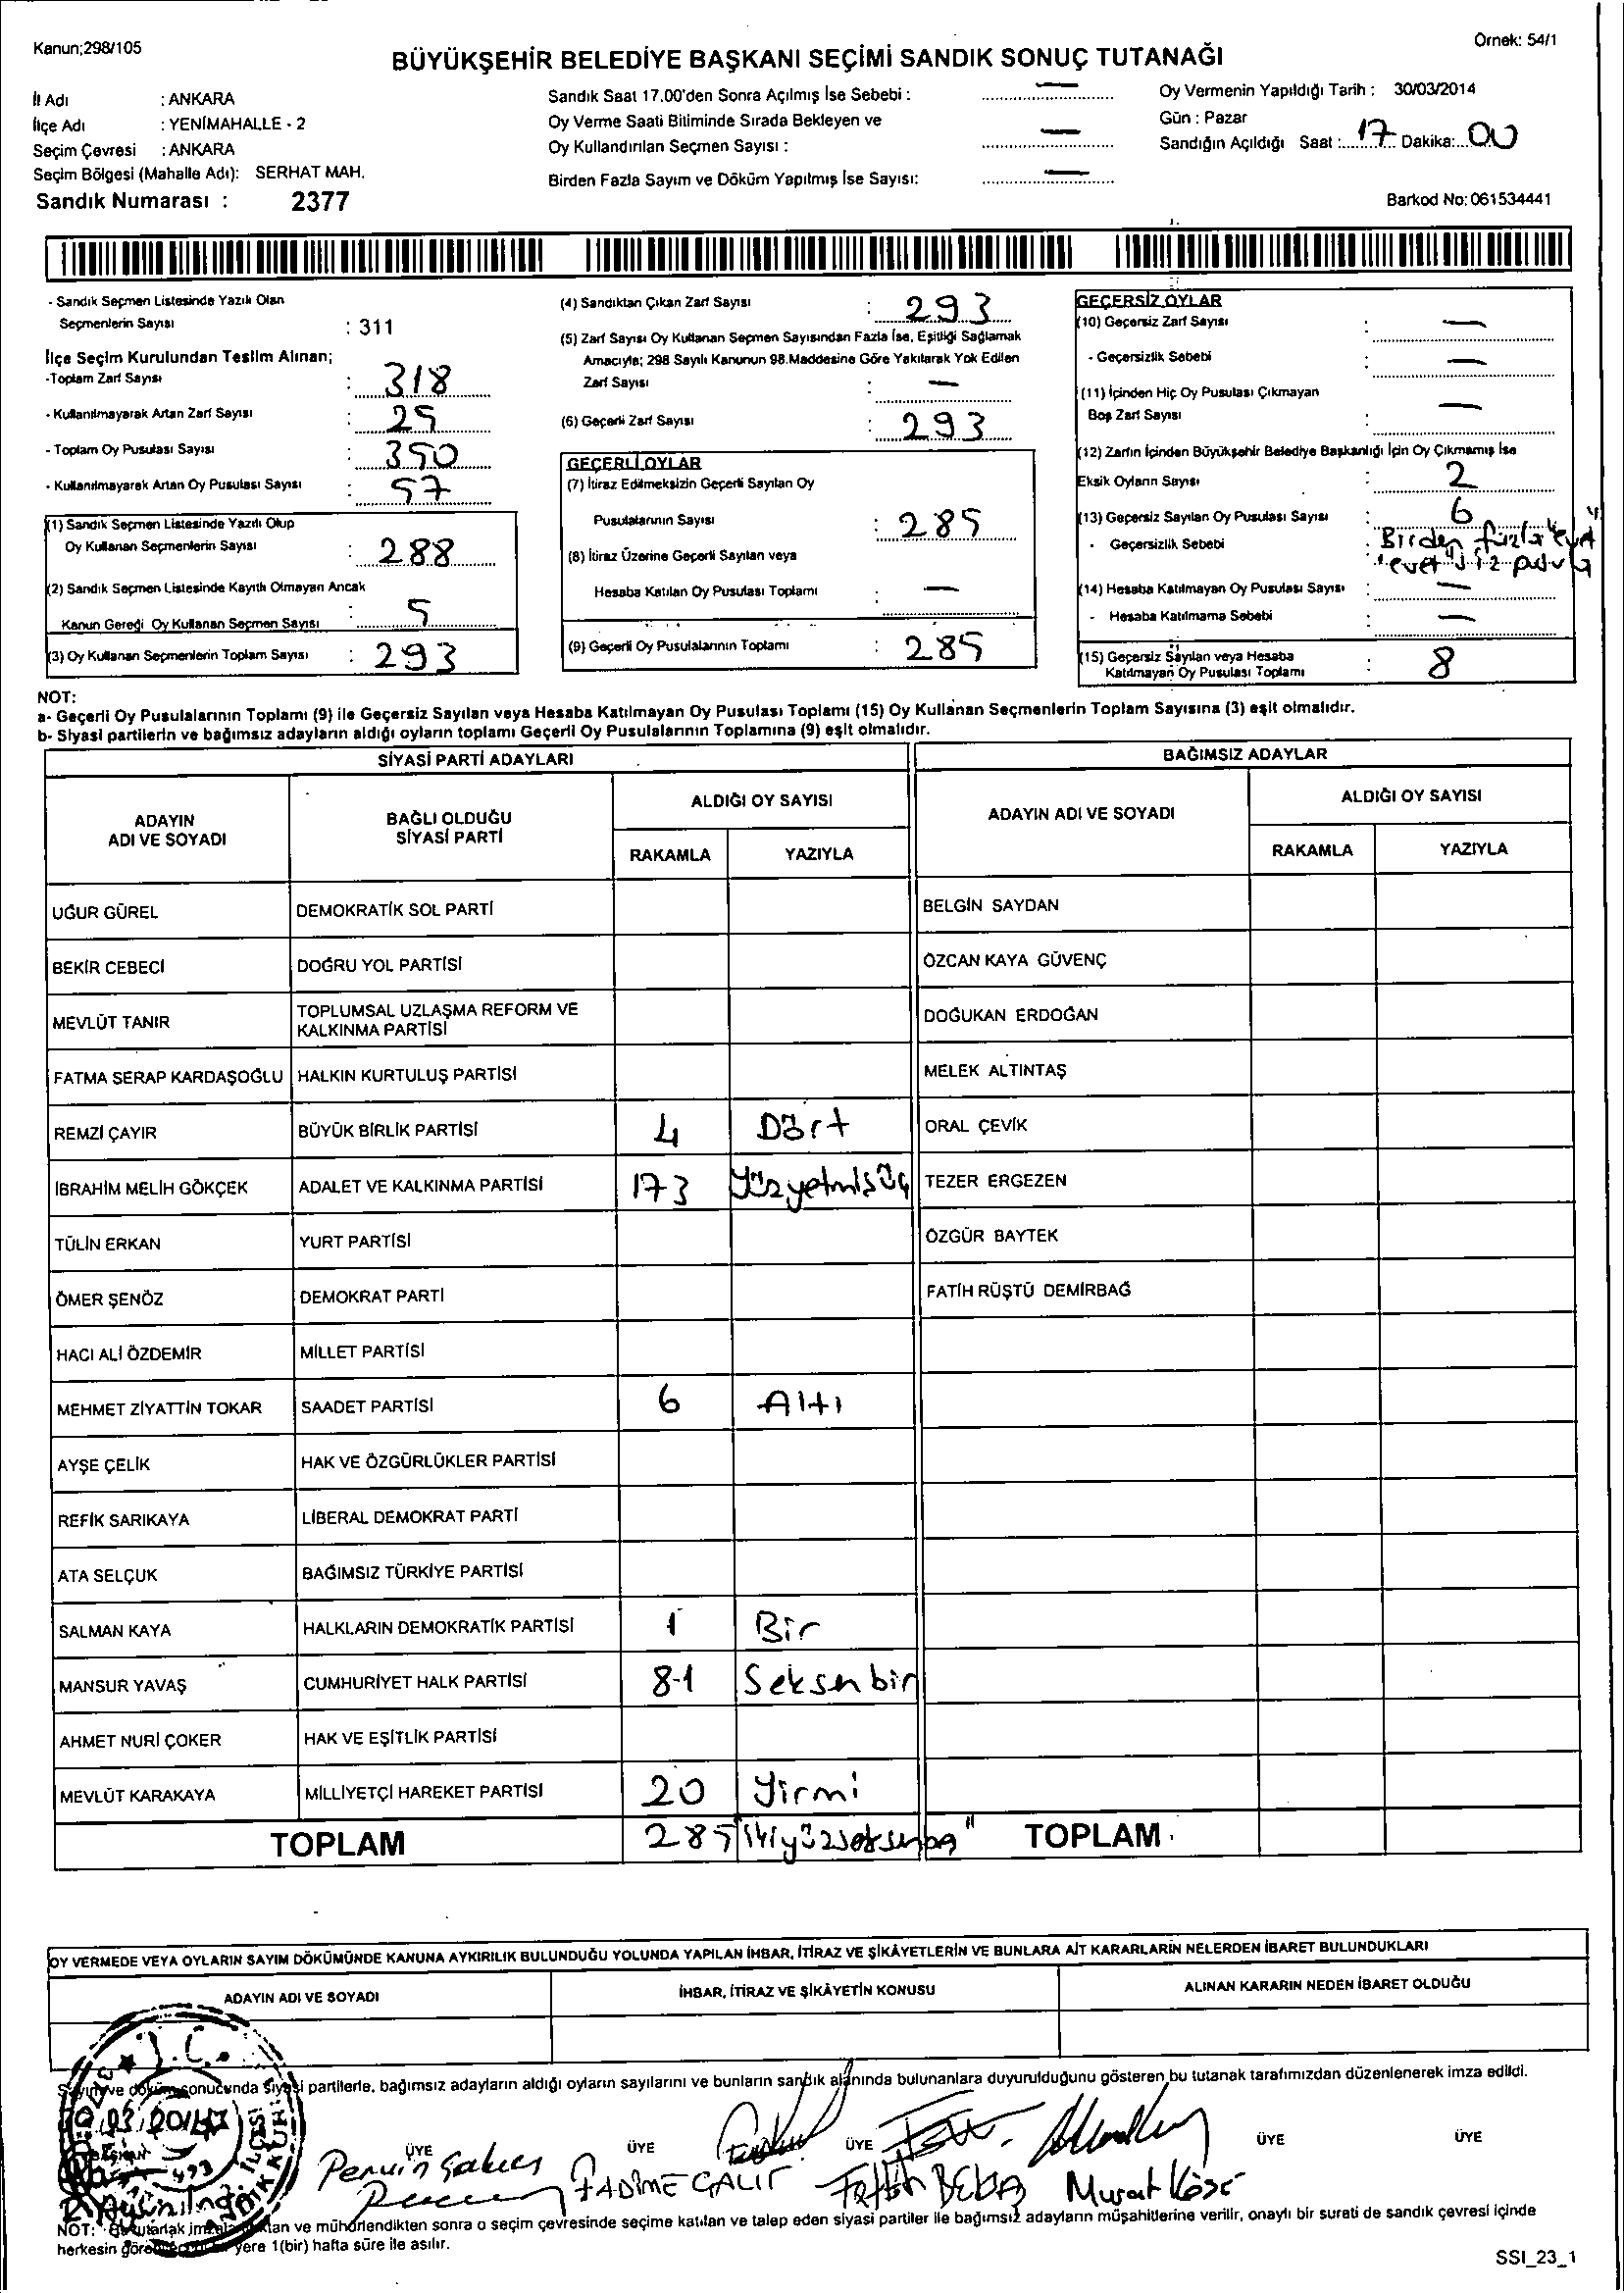 Kanun;298/105
Örnek: 54/1
BÜYÜKŞEHİR BELEDİYE BAŞKANI SEÇİMİ SANDIK SONUÇ TUTANAĞI
İl Adı : ANKARA
İlçe Adı : YENİMAHALLE - 2
Seçim Çevresi : ANKARA
Seçim Bölgesi (Mahalle Adı): SERHAT MAH.
Sandık Numarası : 2377
Sandık Saat 17.00'den Sonra Açılmış İse Sebebi : —
Oy Verme Saati Bitiminde Sırada Bekleyen ve
Oy Kullandırılan Seçmen Sayısı : —
Birden Fazla Sayım ve Döküm Yapılmış İse Sayısı: —
Oy Vermenin Yapıldığı Tarih : 30/03/2014
Gün : Pazar
Sandığın Açıldığı Saat : 17 Dakika: 00
Barkod No: 061534441
- Sandık Seçmen Listesinde Yazılı Olan
Seçmenlerin Sayısı : 311
İlçe Seçim Kurulundan Teslim Alınan;
-Toplam Zarf Sayısı : 318
- Kullanılmayarak Artan Zarf Sayısı : 25
- Toplam Oy Pusulası Sayısı : 350
- Kullanılmayarak Artan Oy Pusulası Sayısı : 57
(1) Sandık Seçmen Listesinde Yazılı Olup
Oy Kullanan Seçmenlerin Sayısı : 288
(2) Sandık Seçmen Listesinde Kayıtlı Olmayan Ancak
Kanun Gereği Oy Kullanan Seçmen Sayısı : 5
(3) Oy Kullanan Seçmenlerin Toplam Sayısı : 293
(4) Sandıktan Çıkan Zarf Sayısı : 293
(5) Zarf Sayısı Oy Kullanan Seçmen Sayısından Fazla İse, Eşitliği Sağlamak
Amacıyla; 298 Sayılı Kanunun 98.Maddesine Göre Yakılarak Yok Edilen
Zarf Sayısı : —
(6) Geçerli Zarf Sayısı : 293
GEÇERLİ OYLAR
(7) İtiraz Edilmeksizin Geçerli Sayılan Oy
Pusulalarının Sayısı : 285
(8) İtiraz Üzerine Geçerli Sayılan veya
Hesaba Katılan Oy Pusulası Toplamı : —
(9) Geçerli Oy Pusulalarının Toplamı : 285
GEÇERSİZ OYLAR
(10) Geçersiz Zarf Sayısı : —
- Geçersizlik Sebebi : —
(11) İçinden Hiç Oy Pusulası Çıkmayan
Boş Zarf Sayısı : —
(12) Zarfın İçinden Büyükşehir Belediye Başkanlığı İçin Oy Çıkmamış İse
Eksik Oyların Sayısı : 2
(13) Geçersiz Sayılan Oy Pusulası Sayısı : 6
- Geçersizlik Sebebi : Birden fazla "evet"
"evet"siz pusula
(14) Hesaba Katılmayan Oy Pusulası Sayısı : —
- Hesaba Katılmama Sebebi : —
(15) Geçersiz Sayılan veya Hesaba
Katılmayan Oy Pusulası Toplamı : 8
NOT:
a- Geçerli Oy Pusulalarının Toplamı (9) ile Geçersiz Sayılan veya Hesaba Katılmayan Oy Pusulası Toplamı (15) Oy Kullanan Seçmenlerin Toplam Sayısına (3) eşit olmalıdır.
b- Siyasi partilerin ve bağımsız adayların aldığı oyların toplamı Geçerli Oy Pusulalarının Toplamına (9) eşit olmalıdır.
SİYASİ PARTİ ADAYLARI
BAĞIMSIZ ADAYLAR
ADAYIN
ADI VE SOYADI
BAĞLI OLDUĞU
SİYASİ PARTİ
ALDIĞI OY SAYISI
RAKAMLA YAZIYLA
ADAYIN ADI VE SOYADI
ALDIĞI OY SAYISI
RAKAMLA YAZIYLA
UĞUR GÜREL DEMOKRATİK SOL PARTİ BELGİN SAYDAN
BEKİR CEBECİ DOĞRU YOL PARTİSİ ÖZCAN KAYA GÜVENÇ
MEVLÜT TANIR TOPLUMSAL UZLAŞMA REFORM VE
KALKINMA PARTİSİ DOĞUKAN ERDOĞAN
FATMA SERAP KARDAŞOĞLU HALKIN KURTULUŞ PARTİSİ MELEK ALTINTAŞ
REMZİ ÇAYIR BÜYÜK BİRLİK PARTİSİ 4 Dört ORAL ÇEVİK
İBRAHİM MELİH GÖKÇEK ADALET VE KALKINMA PARTİSİ 173 Yüzyetmişüç TEZER ERGEZEN
TÜLİN ERKAN YURT PARTİSİ ÖZGÜR BAYTEK
ÖMER ŞENÖZ DEMOKRAT PARTİ FATİH RÜŞTÜ DEMİRBAĞ
HACI ALİ ÖZDEMİR MİLLET PARTİSİ
MEHMET ZİYATTİN TOKAR SAADET PARTİSİ 6 Altı
AYŞE ÇELİK HAK VE ÖZGÜRLÜKLER PARTİSİ
REFİK SARIKAYA LİBERAL DEMOKRAT PARTİ
ATA SELÇUK BAĞIMSIZ TÜRKİYE PARTİSİ
SALMAN KAYA HALKLARIN DEMOKRATİK PARTİSİ 1 Bir
MANSUR YAVAŞ CUMHURİYET HALK PARTİSİ 81 Seksenbir
AHMET NURİ ÇOKER HAK VE EŞİTLİK PARTİSİ
MEVLÜT KARAKAYA MİLLİYETÇİ HAREKET PARTİSİ 20 Yirmi
TOPLAM 285 TOPLAM
OY VERMEDE VEYA OYLARIN SAYIM DÖKÜMÜNDE KANUNA AYKIRILIK BULUNDUĞU YOLUNDA YAPILAN İHBAR, İTİRAZ VE ŞİKÂYETLERİN VE BUNLARA AİT KARARLARIN NELERDEN İBARET BULUNDUKLARI
ADAYIN ADI VE SOYADI İHBAR, İTİRAZ VE ŞİKÂYETİN KONUSU ALINAN KARARIN NEDEN İBARET OLDUĞU
T.C.
Sayım ve döküm sonucunda siyasi partilerle, bağımsız adayların aldığı oyların sayılarını ve bunların sandık alanında bulunanlara duyurulduğunu gösteren bu tutanak tarafımızdan düzenlenerek imza edildi.
ÜYE ÜYE ÜYE ÜYE ÜYE
Pervin FADİME Fatih Murat Köse
NOT: Bu tutanak imzalandıktan ve mühürlendikten sonra o seçim çevresinde seçime katılan ve talep eden siyasi partiler ile bağımsız adayların müşahitlerine verilir, onaylı bir sureti de sandık çevresi içinde
herkesin yere 1(bir) hafta süre ile asılır.
SSI_23_1